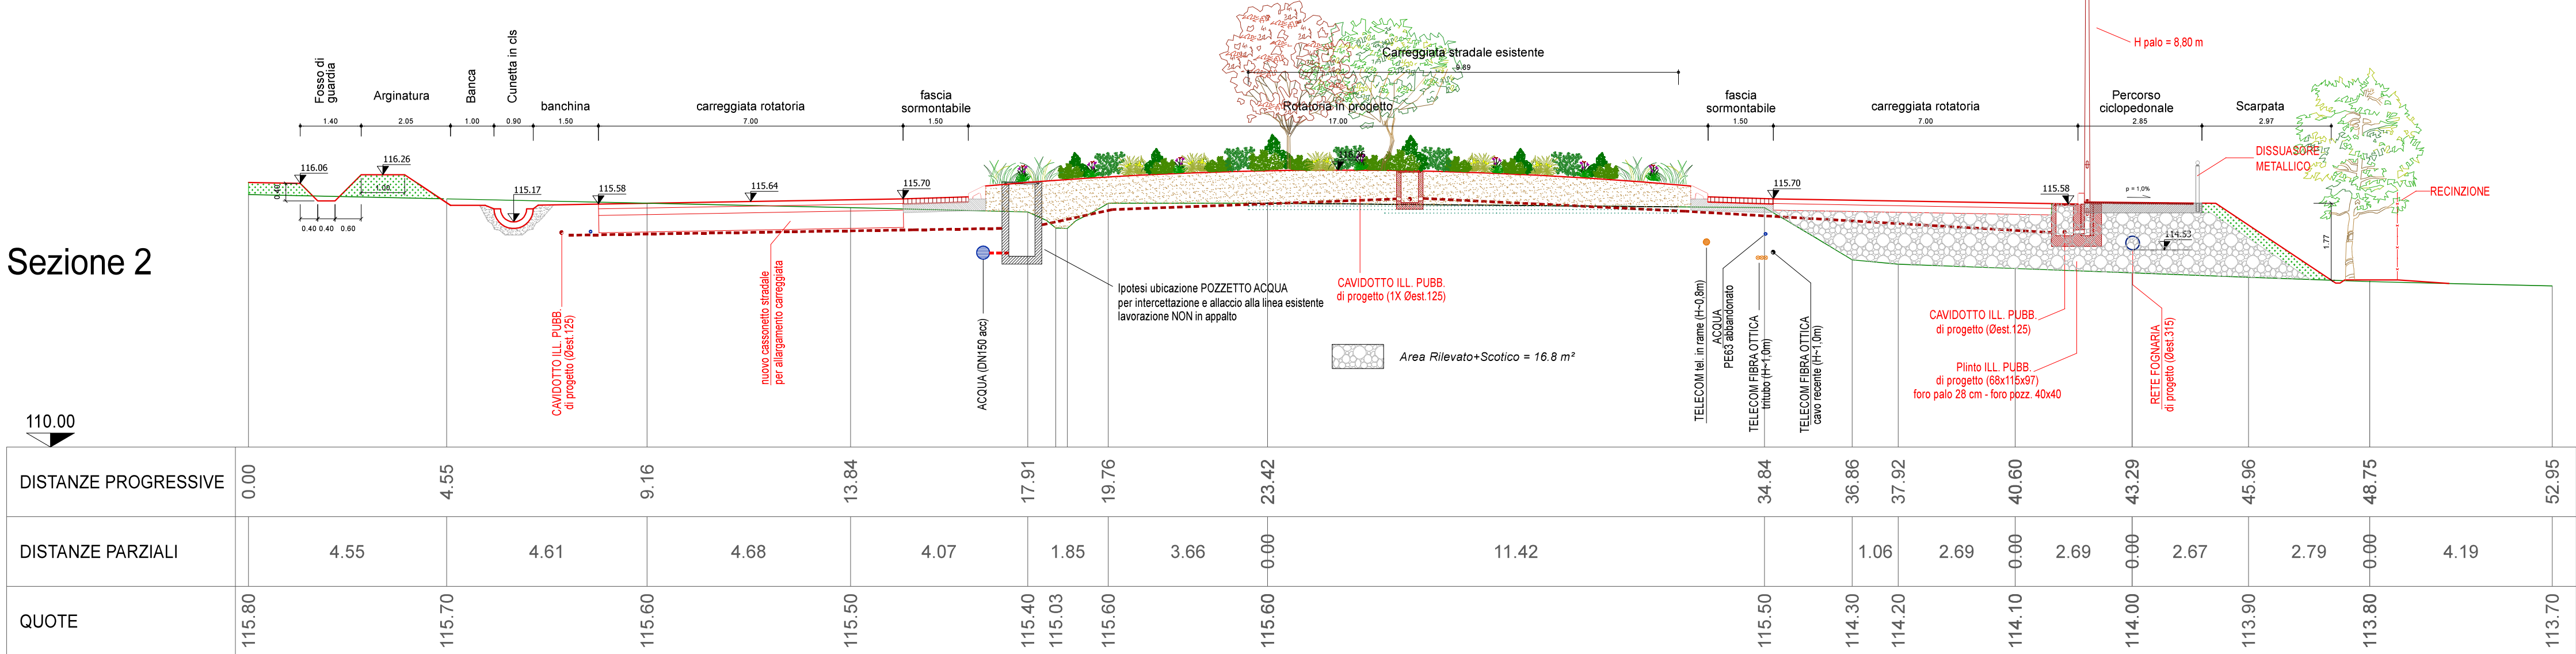 Carreggiata stradale esistente
9.69
H palo = 8,80 m
Fosso di
guardia
Arginatura
Banca
Cunetta in cls
banchina
carreggiata rotatoria
fascia
sormontabile
Rotatoria in progetto
fascia
sormontabile
carreggiata rotatoria
Percorso
ciclopedonale
Scarpata
1.40
2.05
1.00
0.90
1.50
7.00
1.50
17.00
1.50
7.00
2.85
2.97
116.06
116.26
1.00
0.40
0.40
0.40
0.60
115.17
115.58
115.64
115.70
115.70
115.58
p = 1,0%
DISSUASORE
METALLICO
RECINZIONE
114.53
1.77
Sezione 2
CAVIDOTTO ILL. PUBB.
di progetto (Øest.125)
nuovo cassonetto stradale
per allargamento carreggiata
ACQUA (DN150 acc)
Ipotesi ubicazione POZZETTO ACQUA
per intercettazione e allaccio alla linea esistente
lavorazione NON in appalto
CAVIDOTTO ILL. PUBB.
di progetto (1X Øest.125)
Area Rilevato+Scotico = 16.8 m²
TELECOM tel. in rame (H~0,8m)
ACQUA
PE63 abbandonato
TELECOM FIBRA OTTICA
tritubo (H~1,0m)
TELECOM FIBRA OTTICA
cavo recente (H~1,0m)
CAVIDOTTO ILL. PUBB.
di progetto (Øest.125)
Plinto ILL. PUBB.
di progetto (68x115x97)
foro palo 28 cm - foro pozz. 40x40
RETE FOGNARIA
di progetto (Øest.315)
110.00
DISTANZE PROGRESSIVE
0.00
4.55
9.16
13.84
17.91
19.76
23.42
34.84
36.86
37.92
40.60
43.29
45.96
48.75
52.95
DISTANZE PARZIALI
4.55
4.61
4.68
4.07
1.85
3.66
0.00
11.42
1.06
2.69
0.00
2.69
0.00
2.67
2.79
0.00
4.19
QUOTE
115.80
115.70
115.60
115.50
115.40
115.03
115.60
115.60
115.50
114.30
114.20
114.10
114.00
113.90
113.80
113.70